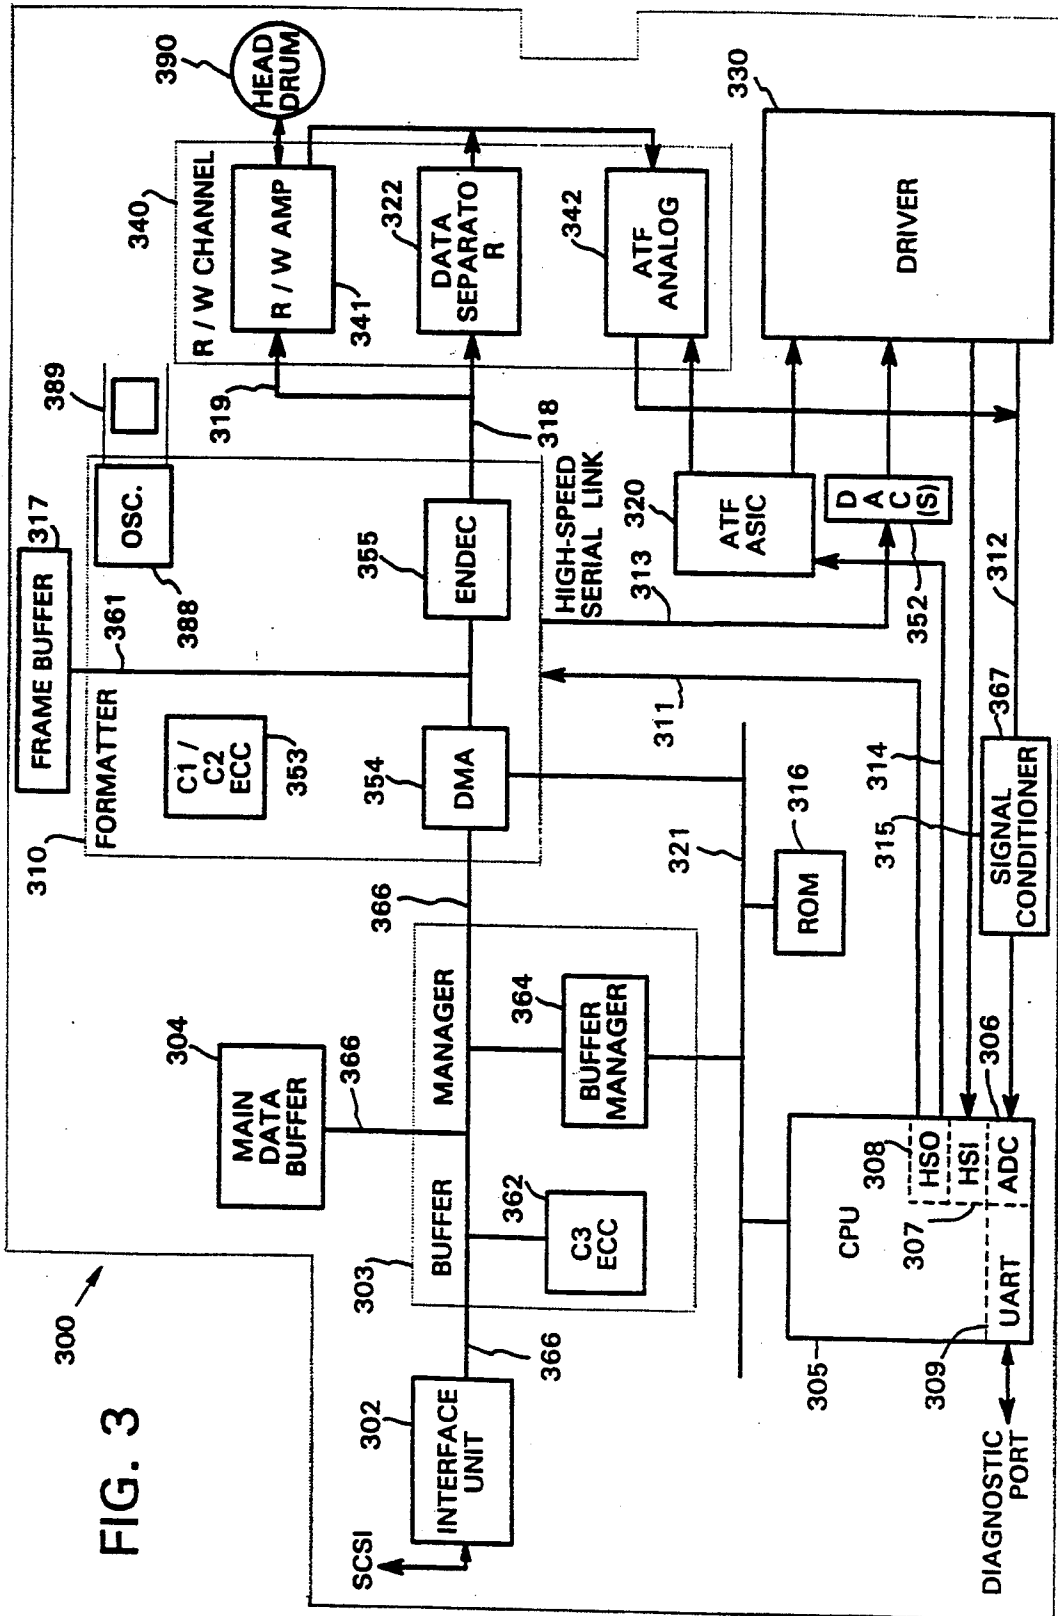 FIG. 3
300
SCSI
302
INTERFACE
UNIT
366
303
BUFFER MANAGER
304
MAIN
DATA
BUFFER
366
362
C3
ECC
364
BUFFER
MANAGER
366
310
FORMATTER
FRAME BUFFER
317
361
C1 /
C2
ECC
353
354
DMA
355
ENDEC
OSC.
388
389
319
318
340
R / W CHANNEL
R / W AMP
341
390
HEAD
DRUM
322
DATA
SEPARATO
R
342
ATF
ANALOG
HIGH-SPEED
SERIAL LINK
313
311
320
ATF
ASIC
D
A
C
(S)
352
330
DRIVER
312
321
316
ROM
314
315
367
SIGNAL
CONDITIONER
305
CPU
308
HSO
307
HSI
306
ADC
309
UART
DIAGNOSTIC
PORT